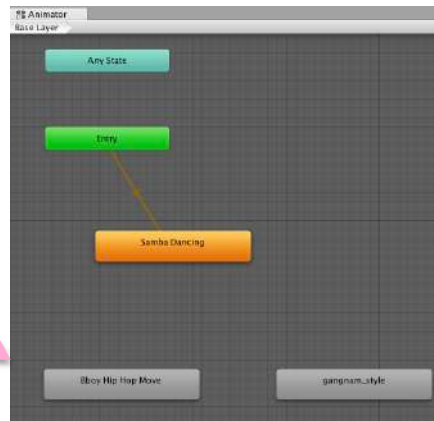 Animator
Base Layer
Any State
Entry
Samba Dancing
Bboy Hip Hop Move
gangnam_style